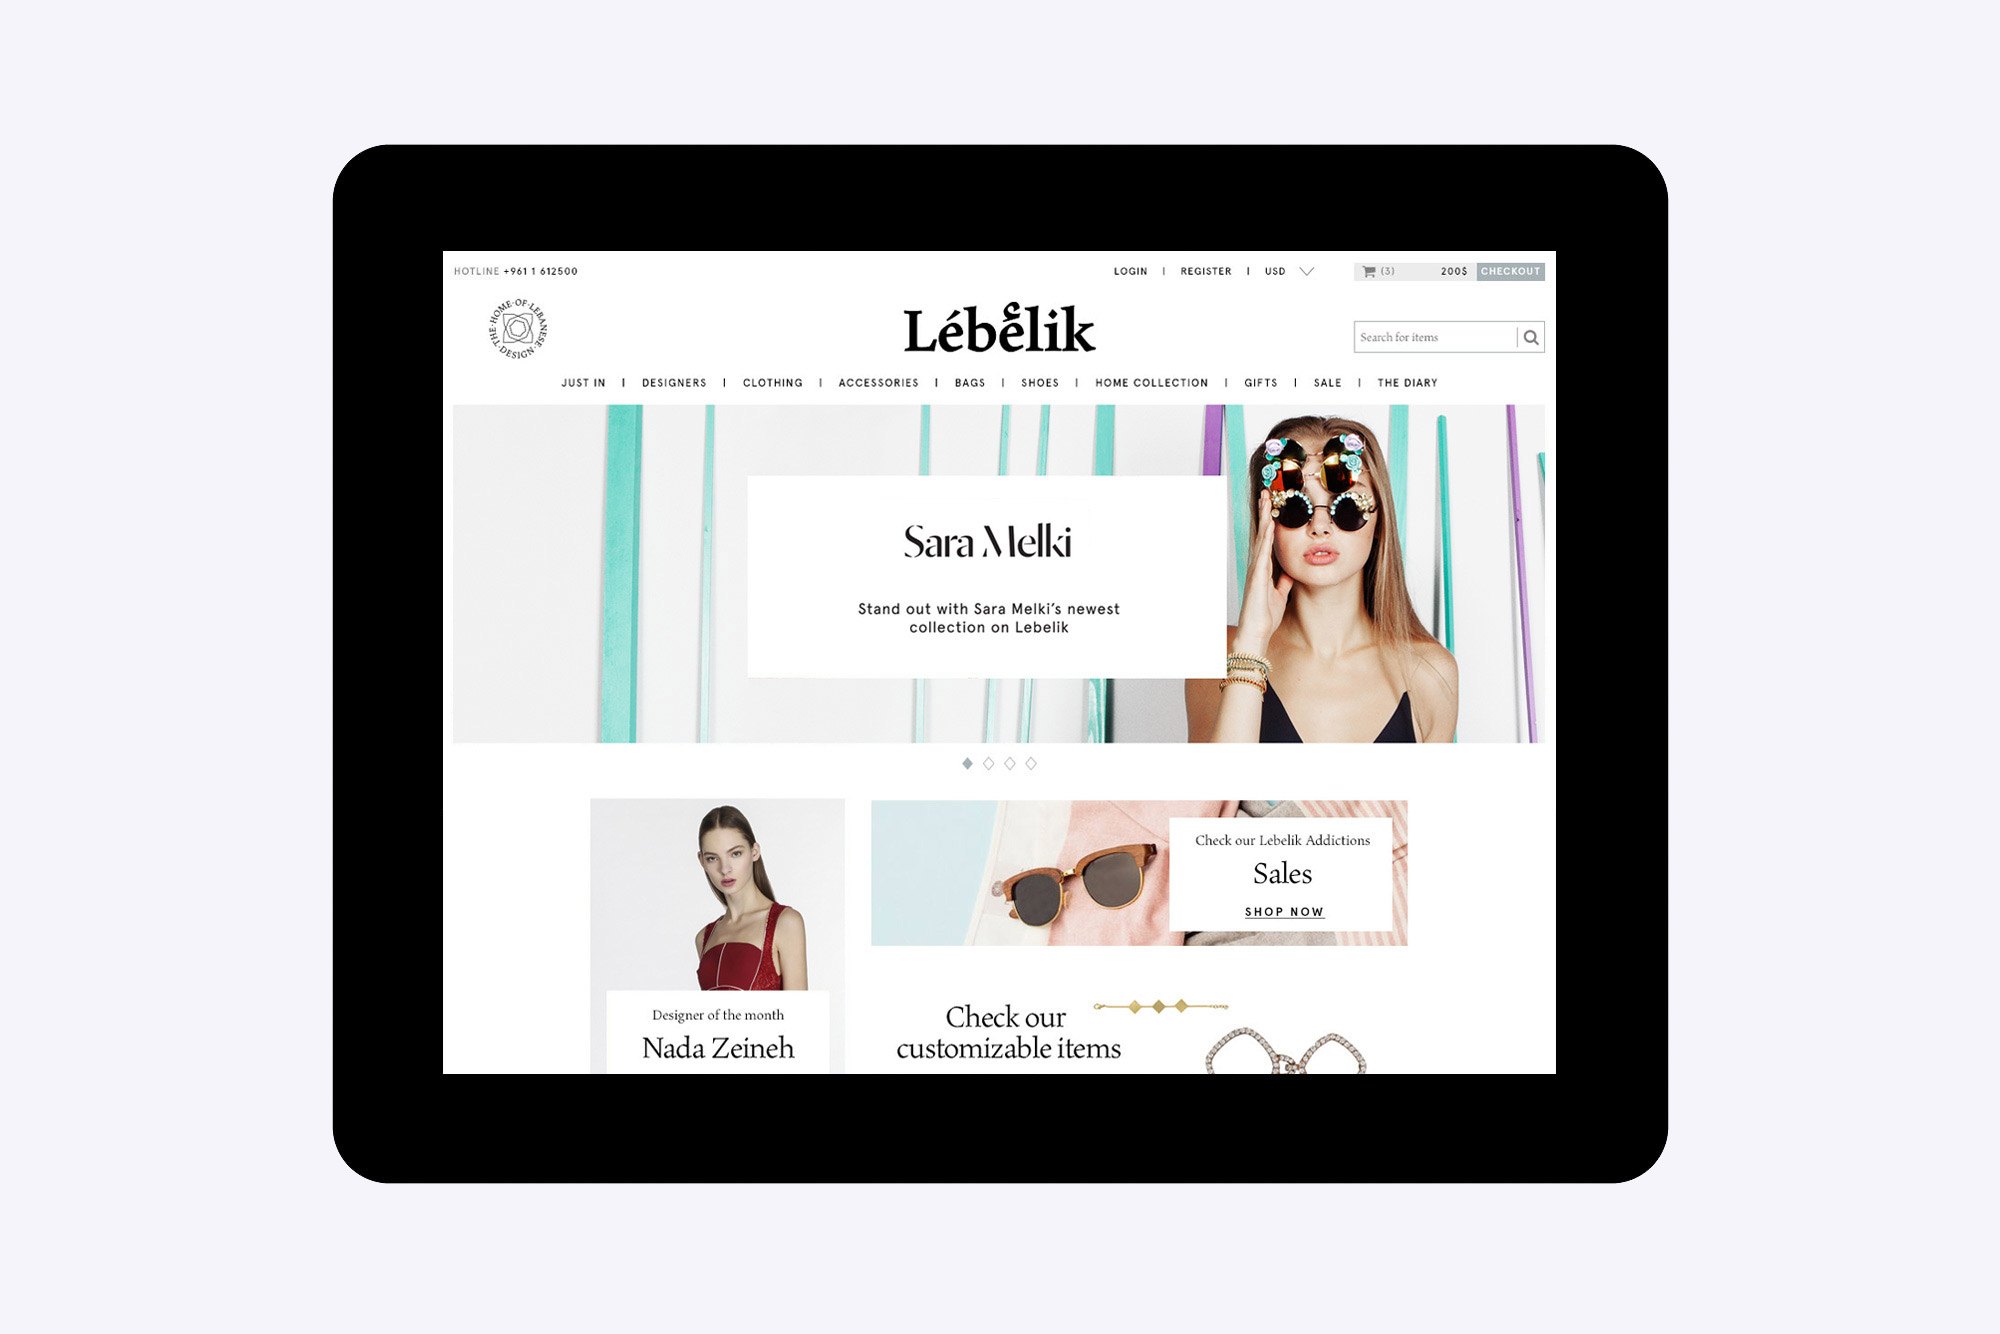 HOTLINE +961 1 612500
LOGIN | REGISTER | USD
(3) 200$ CHECKOUT
·THE·HOME·OF·LEBANESE·DESIGN
Lébélik
Search for items
JUST IN | DESIGNERS | CLOTHING | ACCESSORIES | BAGS | SHOES | HOME COLLECTION | GIFTS | SALE | THE DIARY
Sara Melki
Stand out with Sara Melki’s newest
collection on Lebelik
Check our Lebelik Addictions
Sales
SHOP NOW
Designer of the month
Nada Zeineh
Check our
customizable items